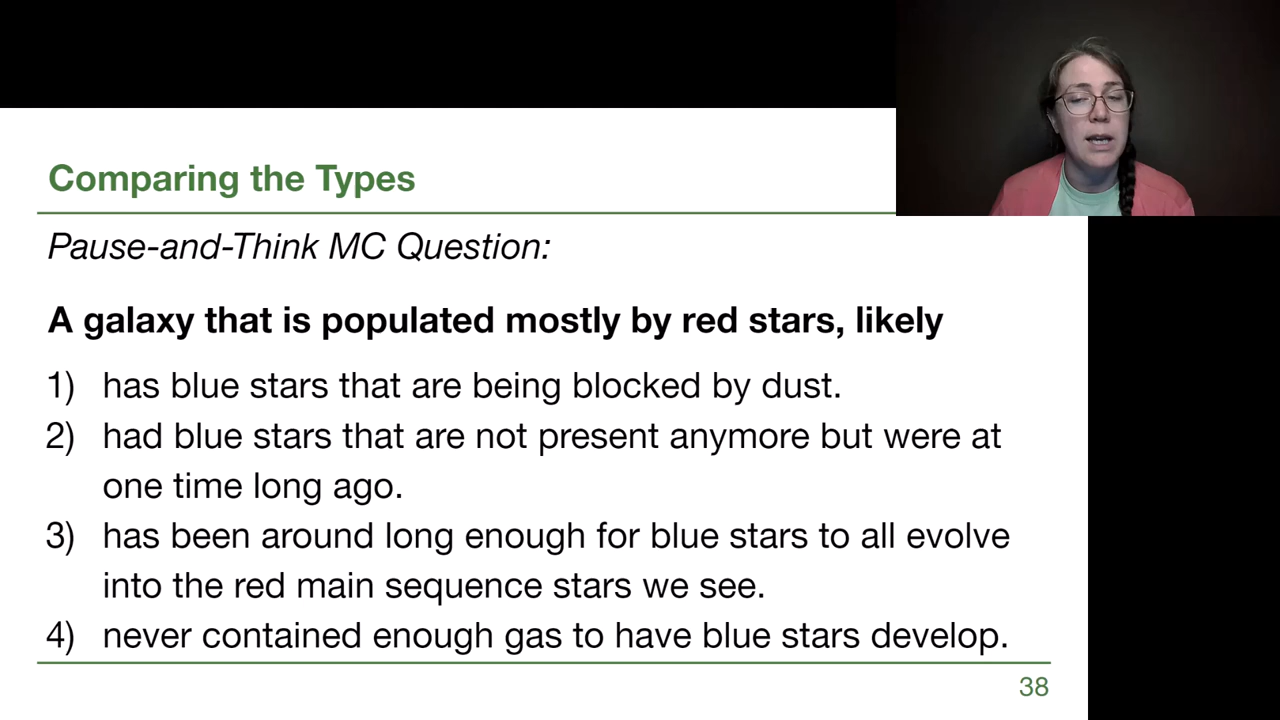 Comparing the Types
Pause-and-Think MC Question:
A galaxy that is populated mostly by red stars, likely
1) has blue stars that are being blocked by dust.
2) had blue stars that are not present anymore but were at
one time long ago.
3) has been around long enough for blue stars to all evolve
into the red main sequence stars we see.
4) never contained enough gas to have blue stars develop.
38